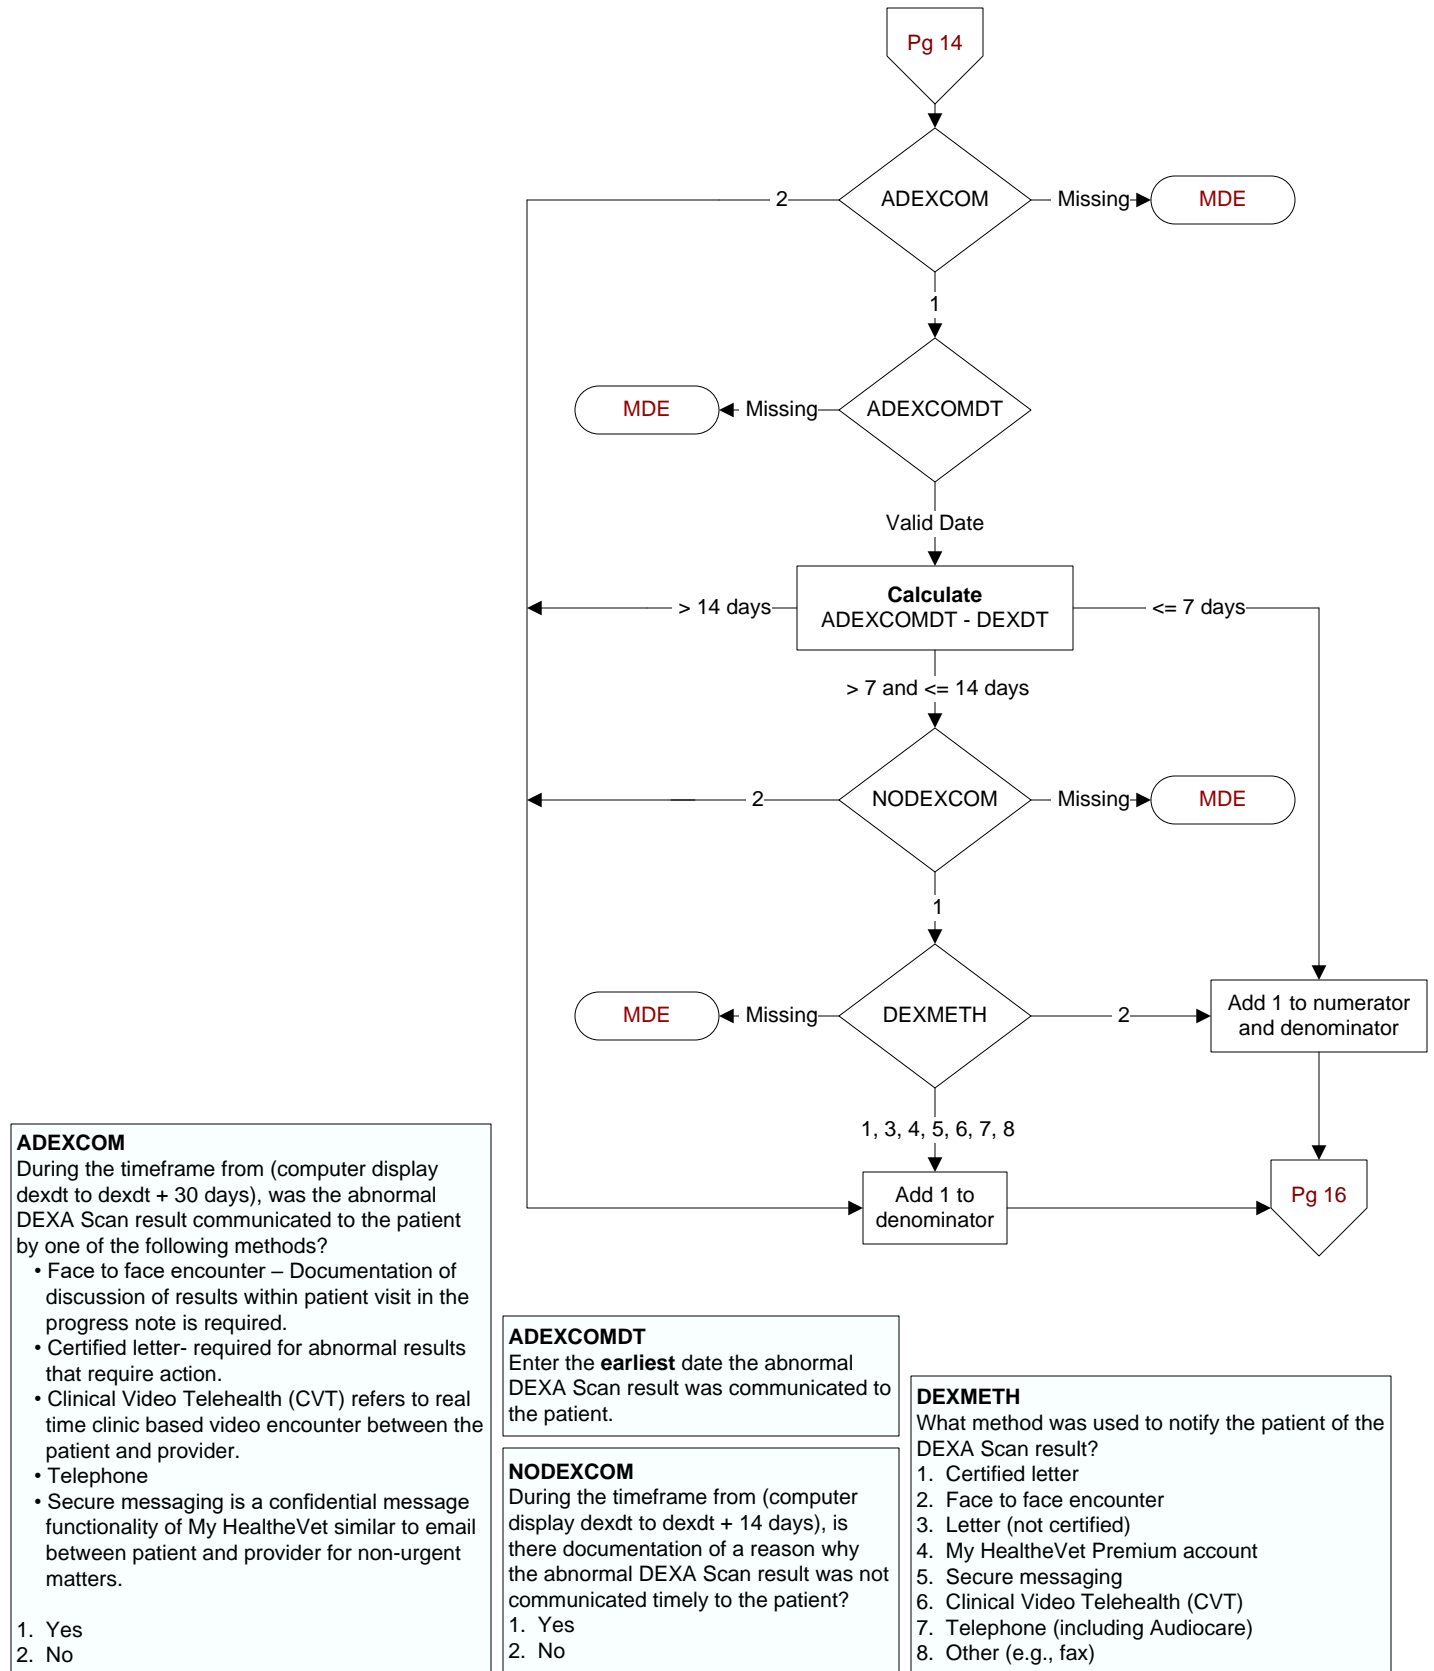 Pg 14
ADEXCOM
2
Missing
MDE
1
ADEXCOMDT
Missing
MDE
Valid Date
Calculate
ADEXCOMDT - DEXDT
> 14 days
<= 7 days
> 7 and <= 14 days
NODEXCOM
2
Missing
MDE
1
DEXMETH
Missing
MDE
2
Add 1 to numerator
and denominator
1, 3, 4, 5, 6, 7, 8
Add 1 to
denominator
Pg 16
ADEXCOM
During the timeframe from (computer display
dexdt to dexdt + 30 days), was the abnormal
DEXA Scan result communicated to the patient
by one of the following methods?
• Face to face encounter – Documentation of
discussion of results within patient visit in the
progress note is required.
• Certified letter- required for abnormal results
that require action.
• Clinical Video Telehealth (CVT) refers to real
time clinic based video encounter between the
patient and provider.
• Telephone
• Secure messaging is a confidential message
functionality of My HealtheVet similar to email
between patient and provider for non-urgent
matters.
1. Yes
2. No
ADEXCOMDT
Enter the earliest date the abnormal
DEXA Scan result was communicated to
the patient.
NODEXCOM
During the timeframe from (computer
display dexdt to dexdt + 14 days), is
there documentation of a reason why
the abnormal DEXA Scan result was not
communicated timely to the patient?
1. Yes
2. No
DEXMETH
What method was used to notify the patient of the
DEXA Scan result?
1. Certified letter
2. Face to face encounter
3. Letter (not certified)
4. My HealtheVet Premium account
5. Secure messaging
6. Clinical Video Telehealth (CVT)
7. Telephone (including Audiocare)
8. Other (e.g., fax)